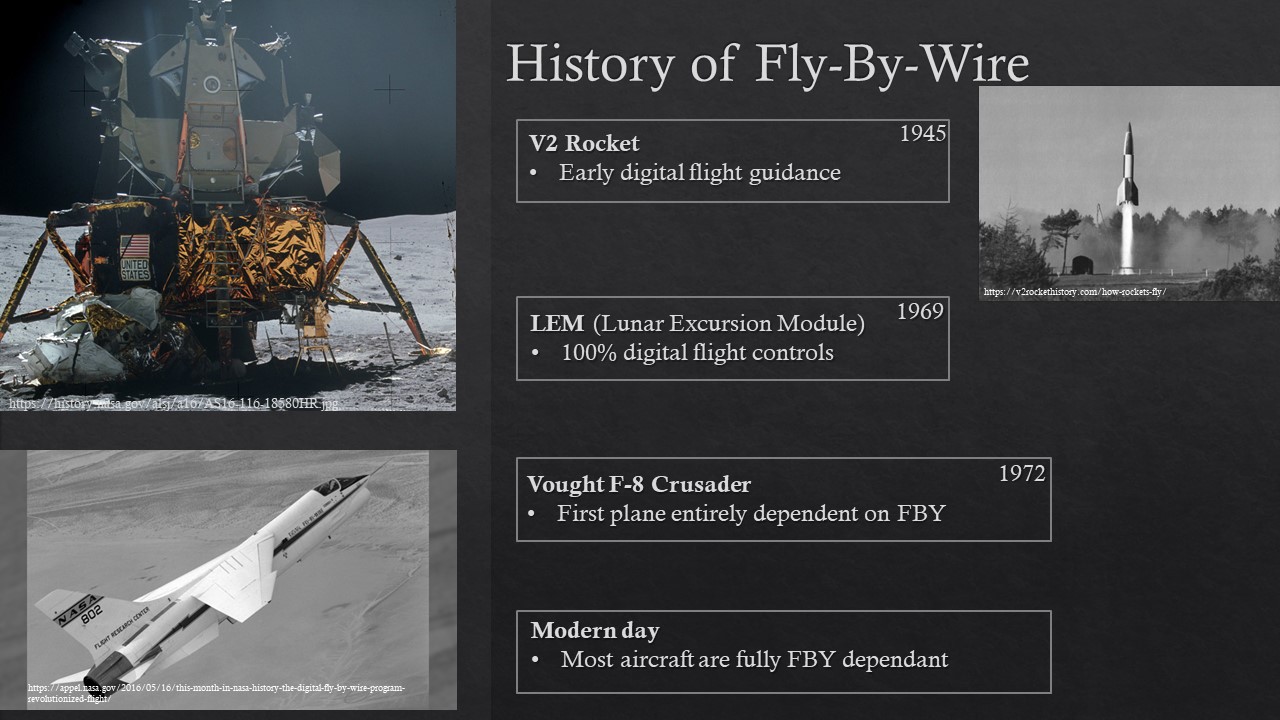 History of Fly-By-Wire
V2 Rocket
1945
• Early digital flight guidance
https://v2rockethistory.com/how-rockets-fly/
LEM (Lunar Excursion Module)
1969
• 100% digital flight controls
UNITED
STATES
https://history.nasa.gov/alsj/a16/AS16-116-18580HR.jpg
Vought F-8 Crusader
1972
• First plane entirely dependent on FBY
NASA
802
FLIGHT RESEARCH CENTER
https://appel.nasa.gov/2016/05/16/this-month-in-nasa-history-the-digital-fly-by-wire-program-
revolutionized-flight/
Modern day
• Most aircraft are fully FBY dependant